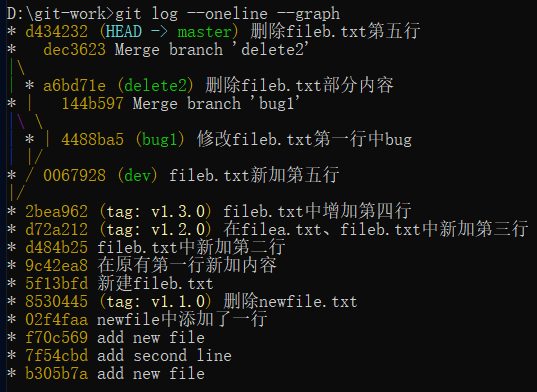 D:\git-work>git log --oneline --graph
* d434232 (HEAD -> master) 删除fileb.txt第五行
*   dec3623 Merge branch 'delete2'
|\
| * a6bd71e (delete2) 删除fileb.txt部分内容
* |   144b597 Merge branch 'bug1'
|\ \
| * | 4488ba5 (bug1) 修改fileb.txt第一行中bug
| |/
* / 0067928 (dev) fileb.txt新加第五行
|/
* 2bea962 (tag: v1.3.0) fileb.txt中增加第四行
* d72a212 (tag: v1.2.0) 在filea.txt、fileb.txt中新加第三行
* d484b25 fileb.txt中新加第二行
* 9c42ea8 在原有第一行新加内容
* 5f13bfd 新建fileb.txt
* 8530445 (tag: v1.1.0) 删除newfile.txt
* 02f4faa newfile中添加了一行
* f70c569 add new file
* 7f54cbd add second line
* b305b7a add new file